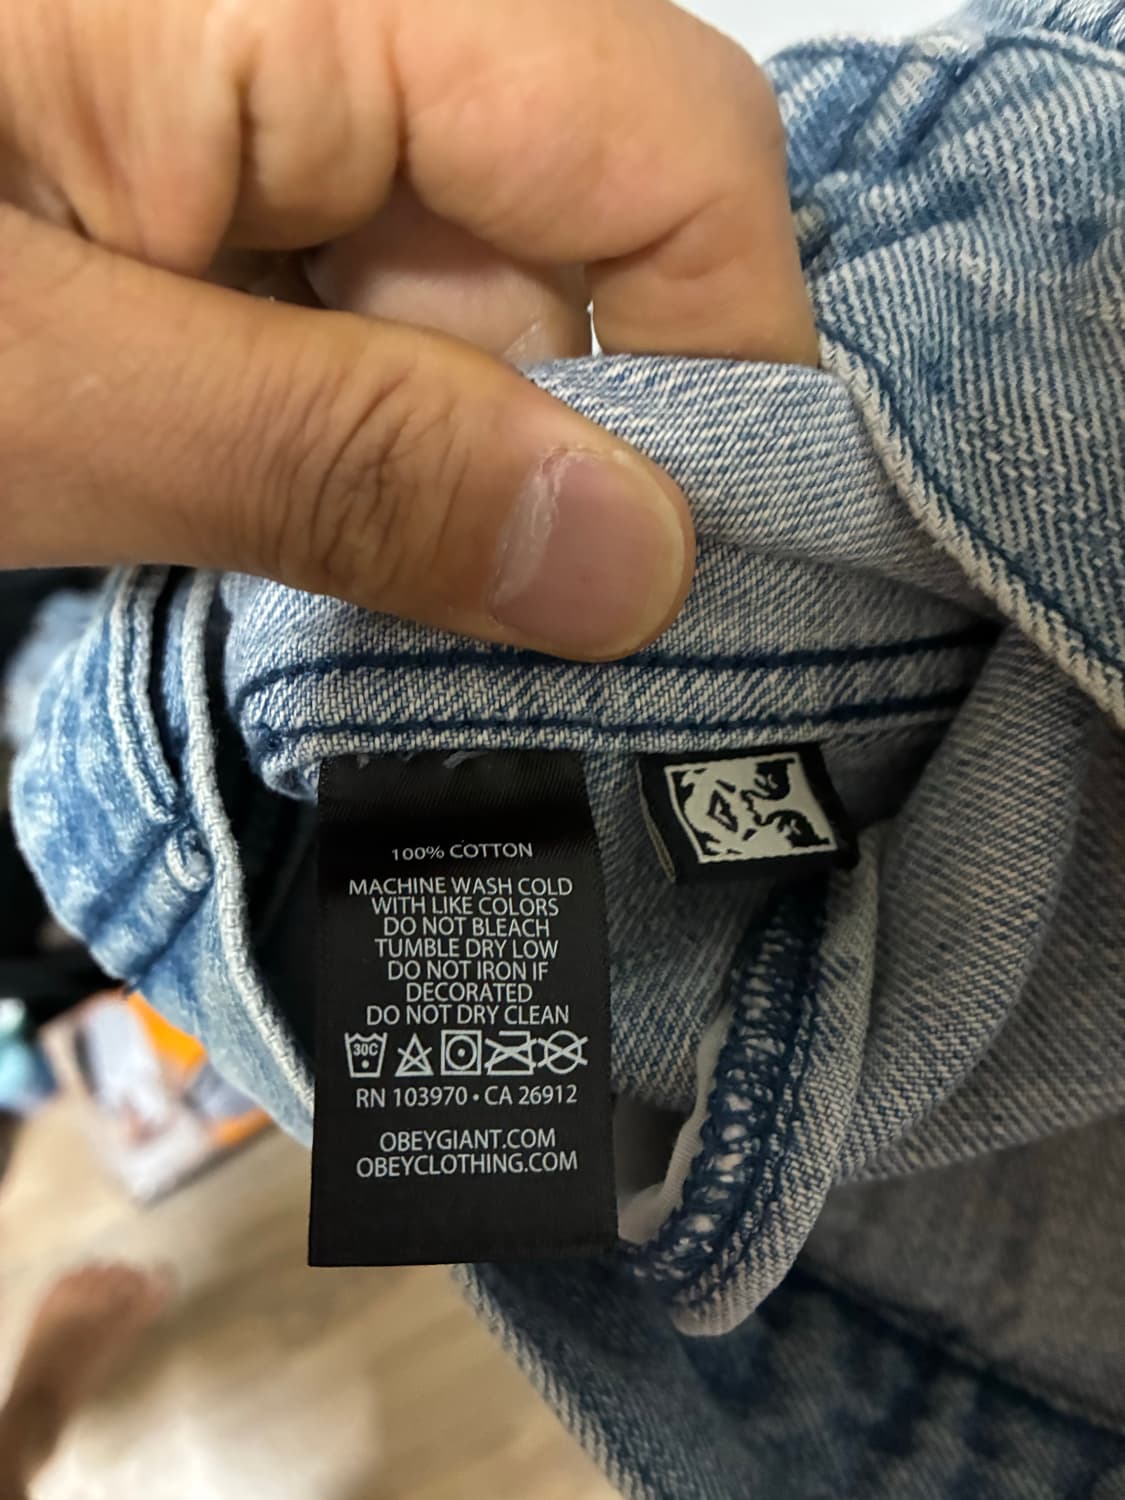 100% COTTON
MACHINE WASH COLD
WITH LIKE COLORS
DO NOT BLEACH
TUMBLE DRY LOW
DO NOT IRON IF
DECORATED
DO NOT DRY CLEAN
30C
RN 103970 • CA 26912
OBEYGIANT.COM
OBEYCLOTHING.COM